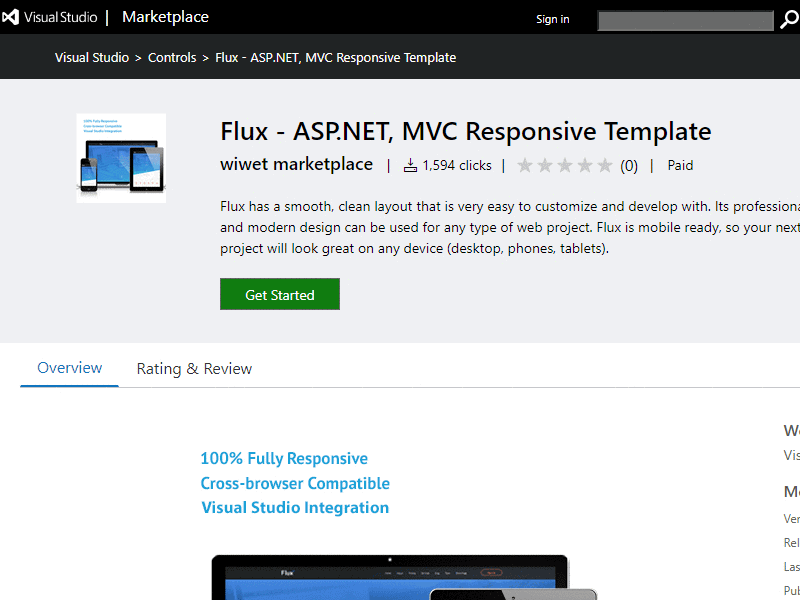 Visual Studio | Marketplace
Sign in
Visual Studio > Controls > Flux - ASP.NET, MVC Responsive Template
100% Fully Responsive
Cross-browser Compatible
Visual Studio Integration
Flux - ASP.NET, MVC Responsive Template
wiwet marketplace | 1,594 clicks | (0) | Paid
Flux has a smooth, clean layout that is very easy to customize and develop with. Its professiona
and modern design can be used for any type of web project. Flux is mobile ready, so your next
project will look great on any device (desktop, phones, tablets).
Get Started
Overview
Rating & Review
100% Fully Responsive
Cross-browser Compatible
Visual Studio Integration
Flux
Vis
Ver
Rel
Las
Pub